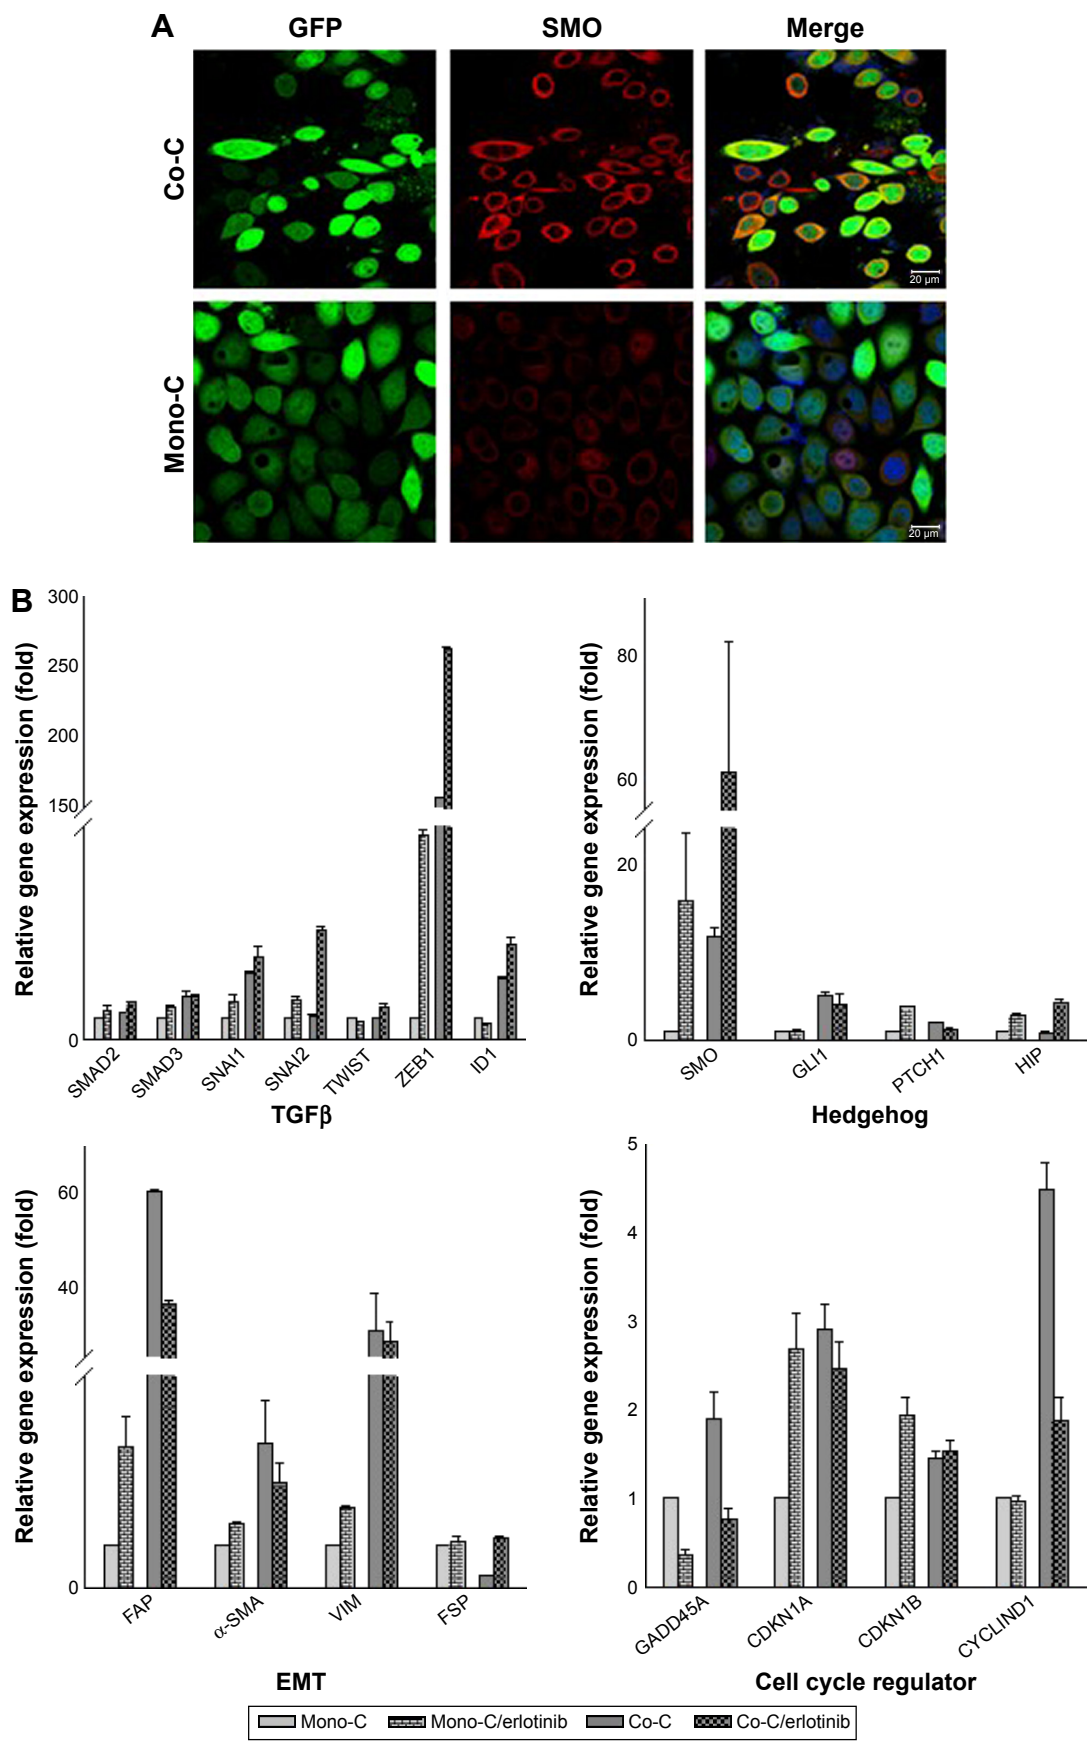 A
GFP
SMO
Merge
Co-C
20 µm
Mono-C
20 µm
B
Relative gene expression (fold)
300
250
200
150
0
SMAD2
SMAD3
SNAI1
SNAI2
TWIST
ZEB1
ID1
TGFβ
Relative gene expression (fold)
80
60
20
0
SMO
GLI1
PTCH1
HIP
Hedgehog
Relative gene expression (fold)
60
40
0
FAP
α-SMA
VIM
FSP
EMT
Relative gene expression (fold)
5
4
3
2
1
0
GADD45A
CDKN1A
CDKN1B
CYCLIND1
Cell cycle regulator
Mono-C
Mono-C/erlotinib
Co-C
Co-C/erlotinib